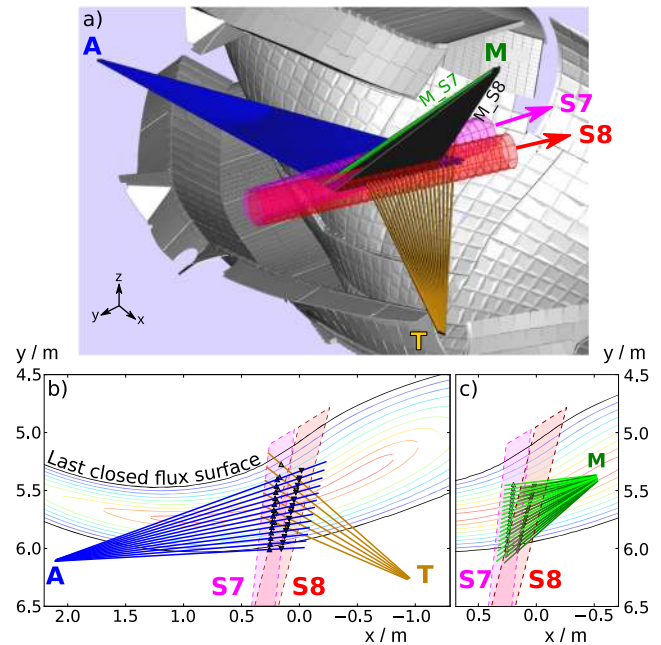 a)
A
M
M_S7
M_S8
S7
S8
z
y
x
T
y / m
y / m
b)
c)
4.5
5.0
5.5
6.0
6.5
Last closed flux surface
A
S7
S8
T
M
S7
S8
4.5
5.0
5.5
6.0
6.5
2.0 1.5 1.0 0.5 0.0 −0.5 −1.0
0.5 0.0 −0.5
x / m
x / m